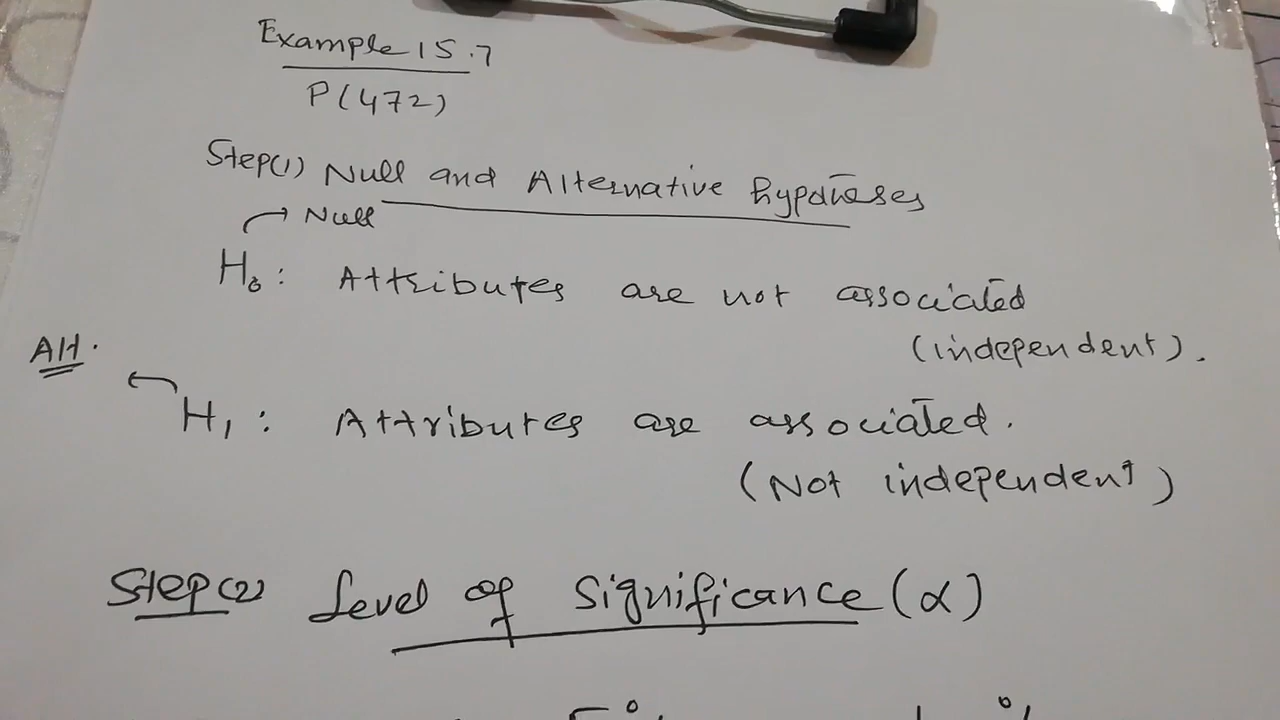 Example 15.7
P(472)
Step(1) Null and Alternative hypotheses
→ Null
H₀: Attributes are not associated
(independent).
AH.
H₁: Attributes are associated.
(Not independent)
Step(2) Level of significance (α)